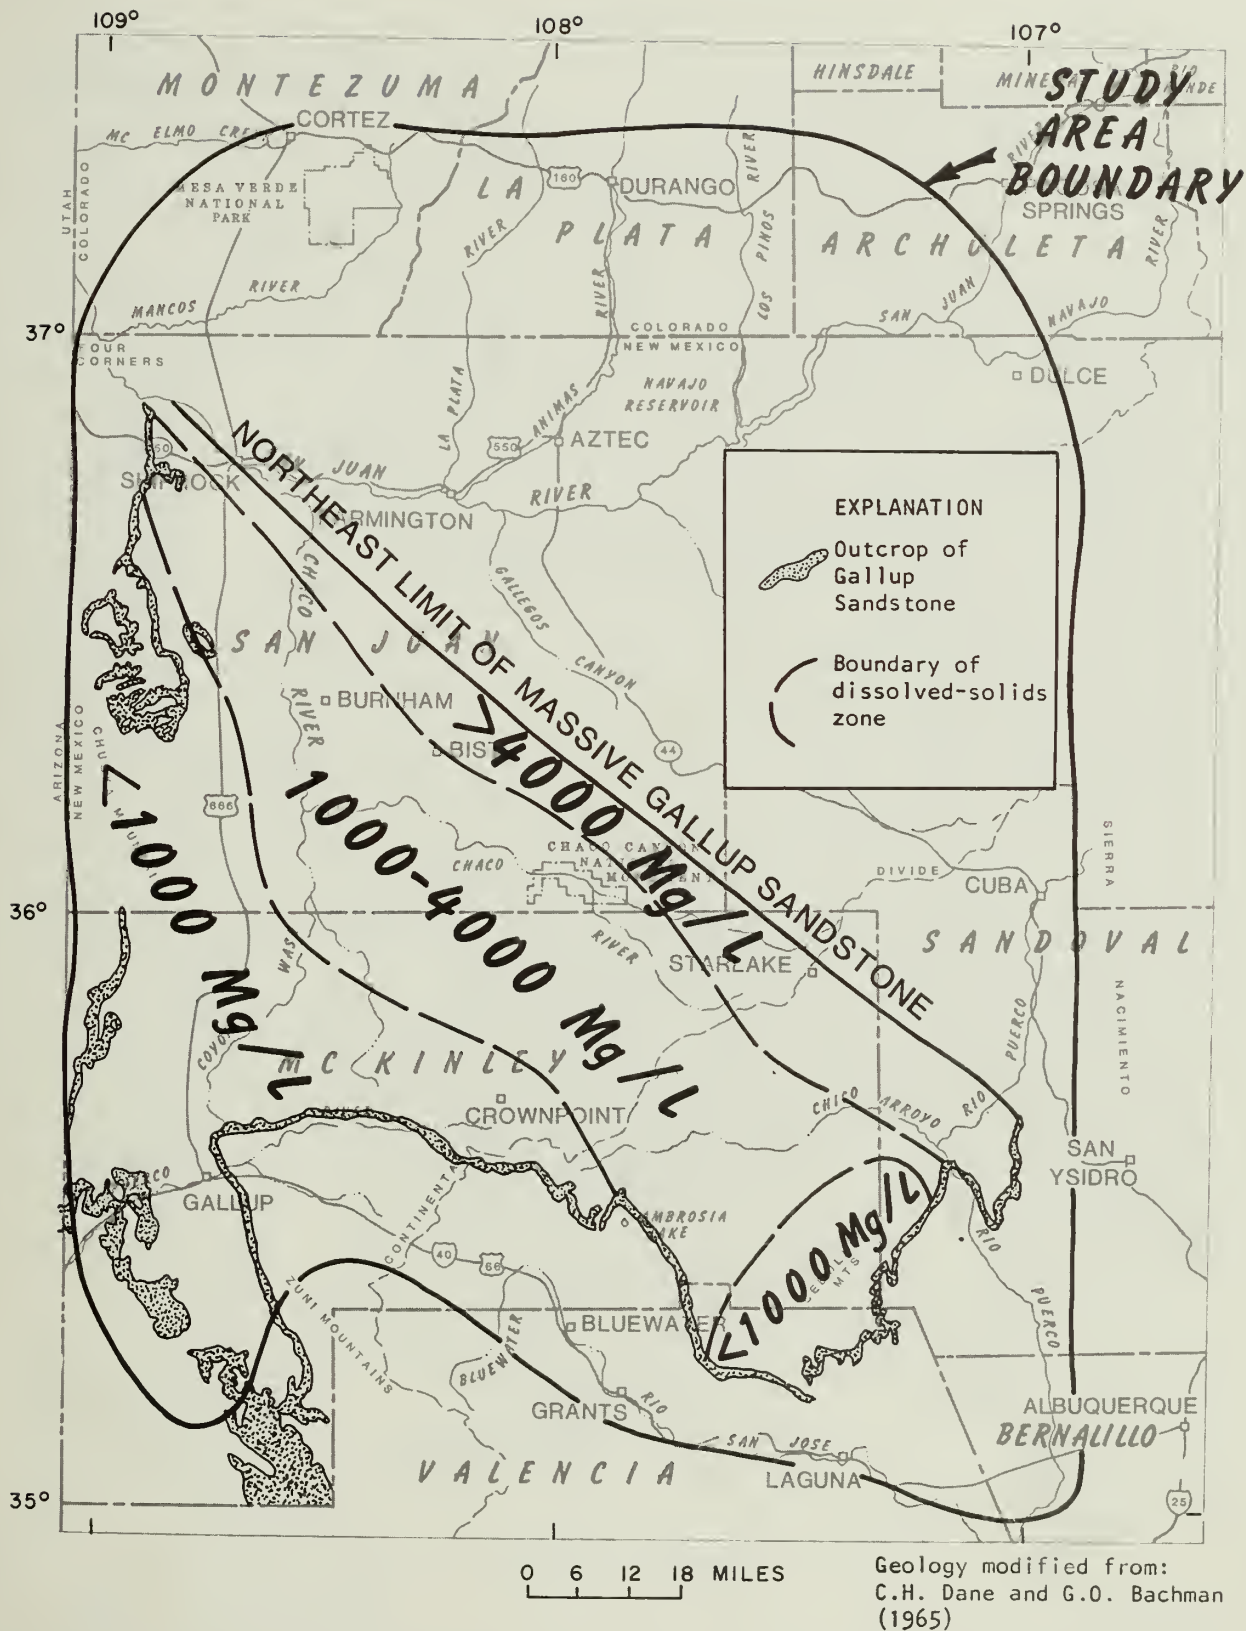 109°
108°
107°
MONTEZUMA
HINSDALE
STUDY
AREA
BOUNDARY
CORTEZ
MC ELMO
MESA VERDE
NATIONAL
PARK
UTAH
COLORADO
LA
PLATA
160
DURANGO
RIVER
RIVER
RIVER
LOS PINOS
ARCHULETA
SPRINGS
RIVER
RIVER
MANCOS
RIVER
SAN JUAN
NAVAJO
37°
COLORADO
NEW MEXICO
FOUR
CORNERS
DULCE
LA PLATA
ANIMAS
NAVAJO
RESERVOIR
550
AZTEC
SHIPROCK
JUAN
RIVER
FARMINGTON
NORTHEAST LIMIT OF MASSIVE GALLUP SANDSTONE
EXPLANATION
Outcrop of
Gallup
Sandstone
Boundary of
dissolved-solids
zone
CHACO
RIVER
GALLEGOS
CANYON
SAN JUAN
BURNHAM
BISTI
44
ARIZONA
NEW MEXICO
666
<1000 Mg/L
1000-4000 Mg/L
>4000 Mg/L
CHACO
RIVER
DIVIDE
CUBA
SIERRA
NACIMIENTO
36°
STARLAKE
SANDOVAL
MC KINLEY
CROWNPOINT
CHICO ARROYO
RIO
PUERCO
SAN
YSIDRO
GALLUP
CONTINENTAL
AMBROSIA
LAKE
<1000 Mg/L
40
66
ZUNI MOUNTAINS
BLUEWATER
BLUEWATER
RIO
PUERCO
GRANTS
RIO
SAN JOSE
LAGUNA
ALBUQUERQUE
BERNALILLO
VALENCIA
35°
25
0 6 12 18 MILES
Geology modified from:
C.H. Dane and G.O. Bachman
(1965)